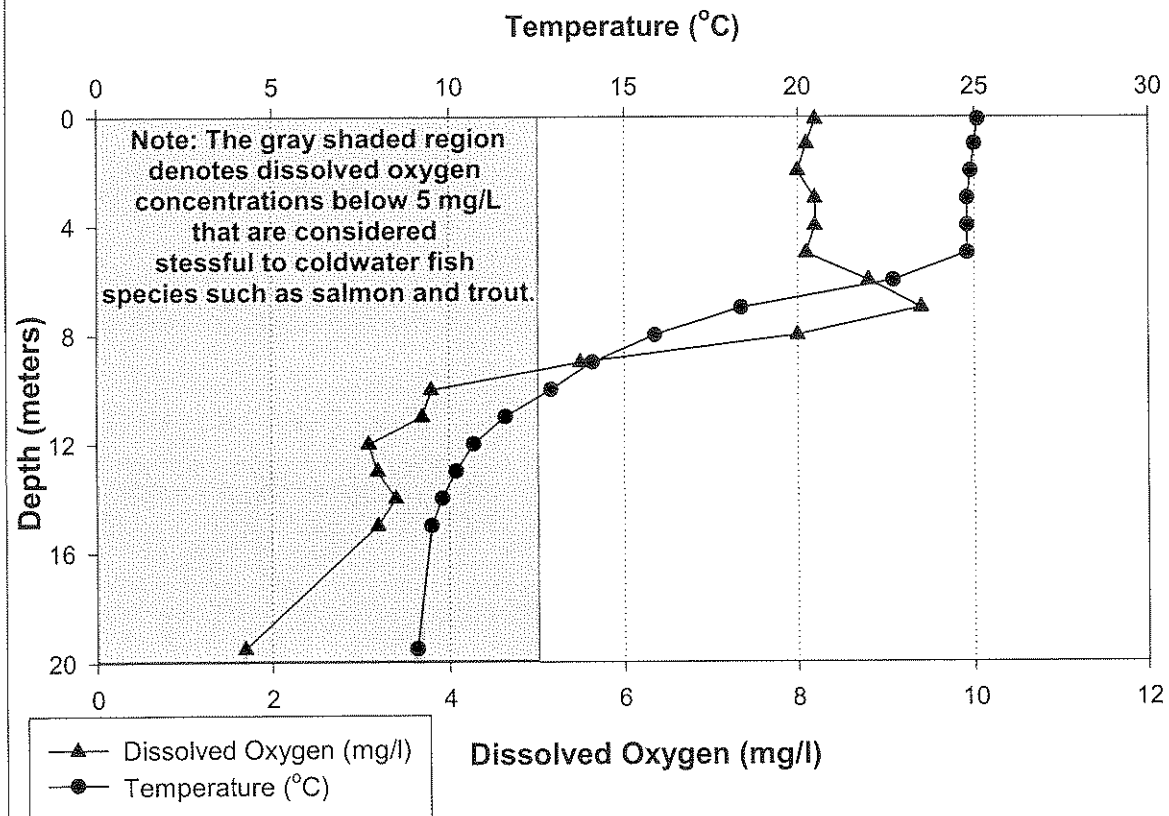 Temperature (°C)
0 5 10 15 20 25 30
Note: The gray shaded region
denotes dissolved oxygen
concentrations below 5 mg/L
that are considered
stessful to coldwater fish
species such as salmon and trout.
Depth (meters)
0
4
8
12
16
20
0 2 4 6 8 10 12
Dissolved Oxygen (mg/l)
Dissolved Oxygen (mg/l)
Temperature (°C)